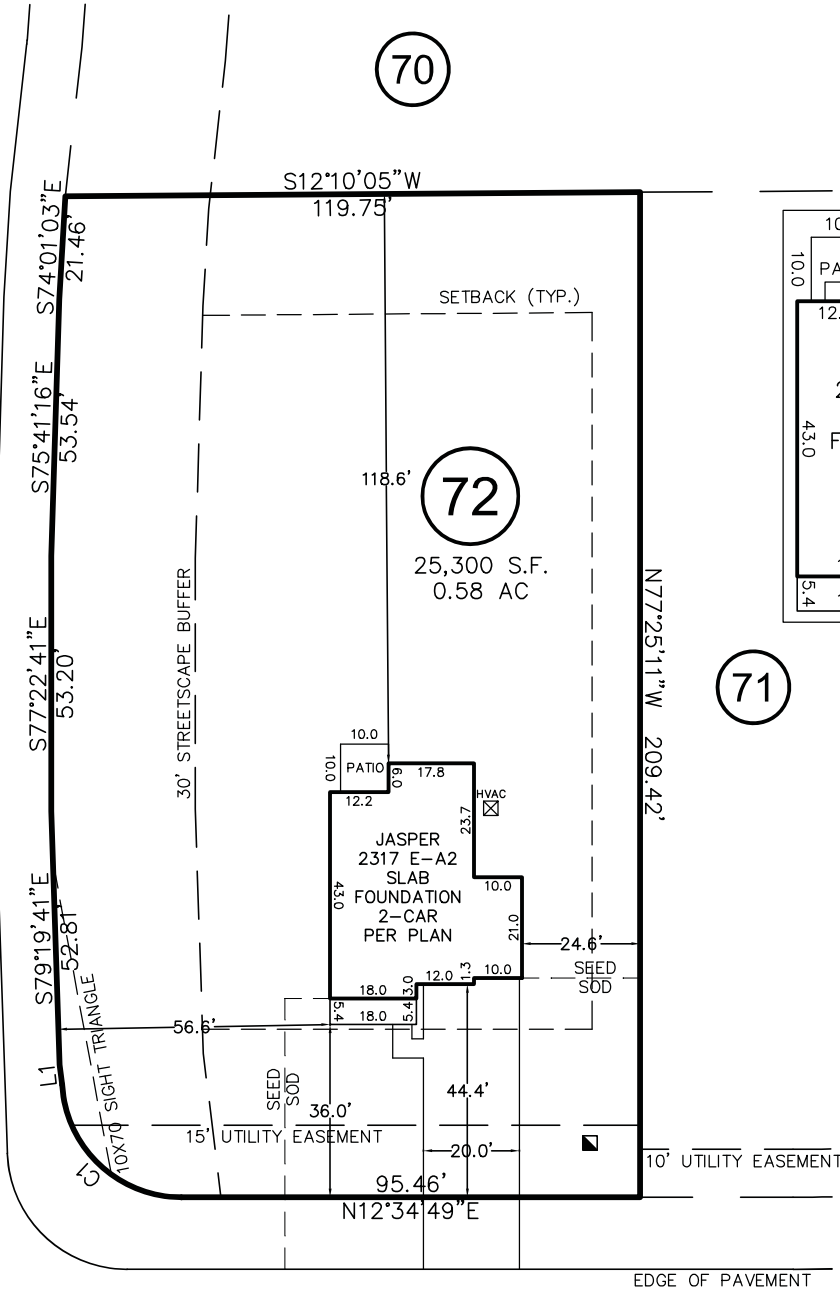 70
S12°10'05"W
119.75'
S74°01'03"E
21.46'
10
10.0
PA
12.
SETBACK (TYP.)
S75°41'16"E
53.54'
118.6'
72
25,300 S.F.
0.58 AC
2
43.0
F
5.4
N77°25'11"W 209.42'
71
30' STREETSCAPE BUFFER
S77°22'41"E
53.20'
10.0
10.0
PATIO
6.0
17.8
12.2
HVAC
23.7
JASPER
2317 E-A2
SLAB
FOUNDATION
2-CAR
PER PLAN
43.0
10.0
21.0
24.6'
SEED
SOD
S79°19'41"E
52.81'
18.0
3.0
12.0
1.3
10.0
5.4
18.0
5.4
56.6'
L1
10X70 SIGHT TRIANGLE
SEED
SOD
36.0'
44.4'
15' UTILITY EASEMENT
20.0'
10' UTILITY EASEMENT
C1
95.46'
N12°34'49"E
EDGE OF PAVEMENT